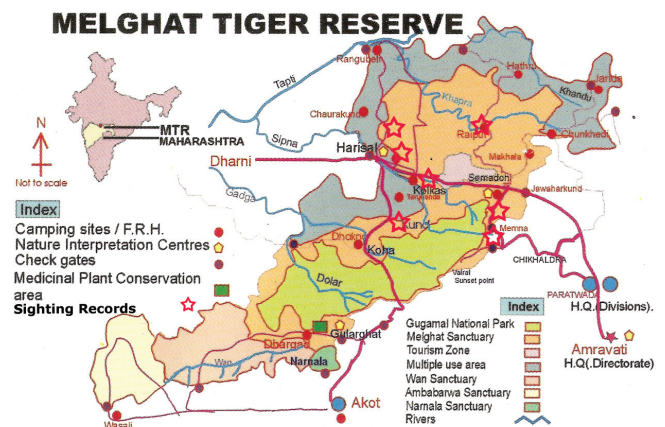 MELGHAT TIGER RESERVE
MTR
MAHARASHTRA
N
Not to scale
Index
Camping sites / F.R.H.
Nature Interpretation Centres
Check gates
Medicinal Plant Conservation
area
Sighting Records
Rangubeli
Hathru
Jarida
Tapti
Khapra
Khandu
Chaurakund
Sipna
Raipur
Chunkhedi
Harisal
Makhala
Dharni
Semadoh
Kolkas
Jawaharkund
Gadga
kund
Memna
Dhokna
Koha
CHIKHALDRA
Vairat
Sunset point
Dolar
PARATWADA
H.Q.(Divisions).
Index
Gugamal National Park
Melghat Sanctuary
Tourism Zone
Multiple use area
Wan Sanctuary
Ambabarwa Sanctuary
Narnala Sanctuary
Rivers
Amravati
H.Q(.Directorate)
Gularghat
Dhargad
Wan
Narnala
Akot
Wasali